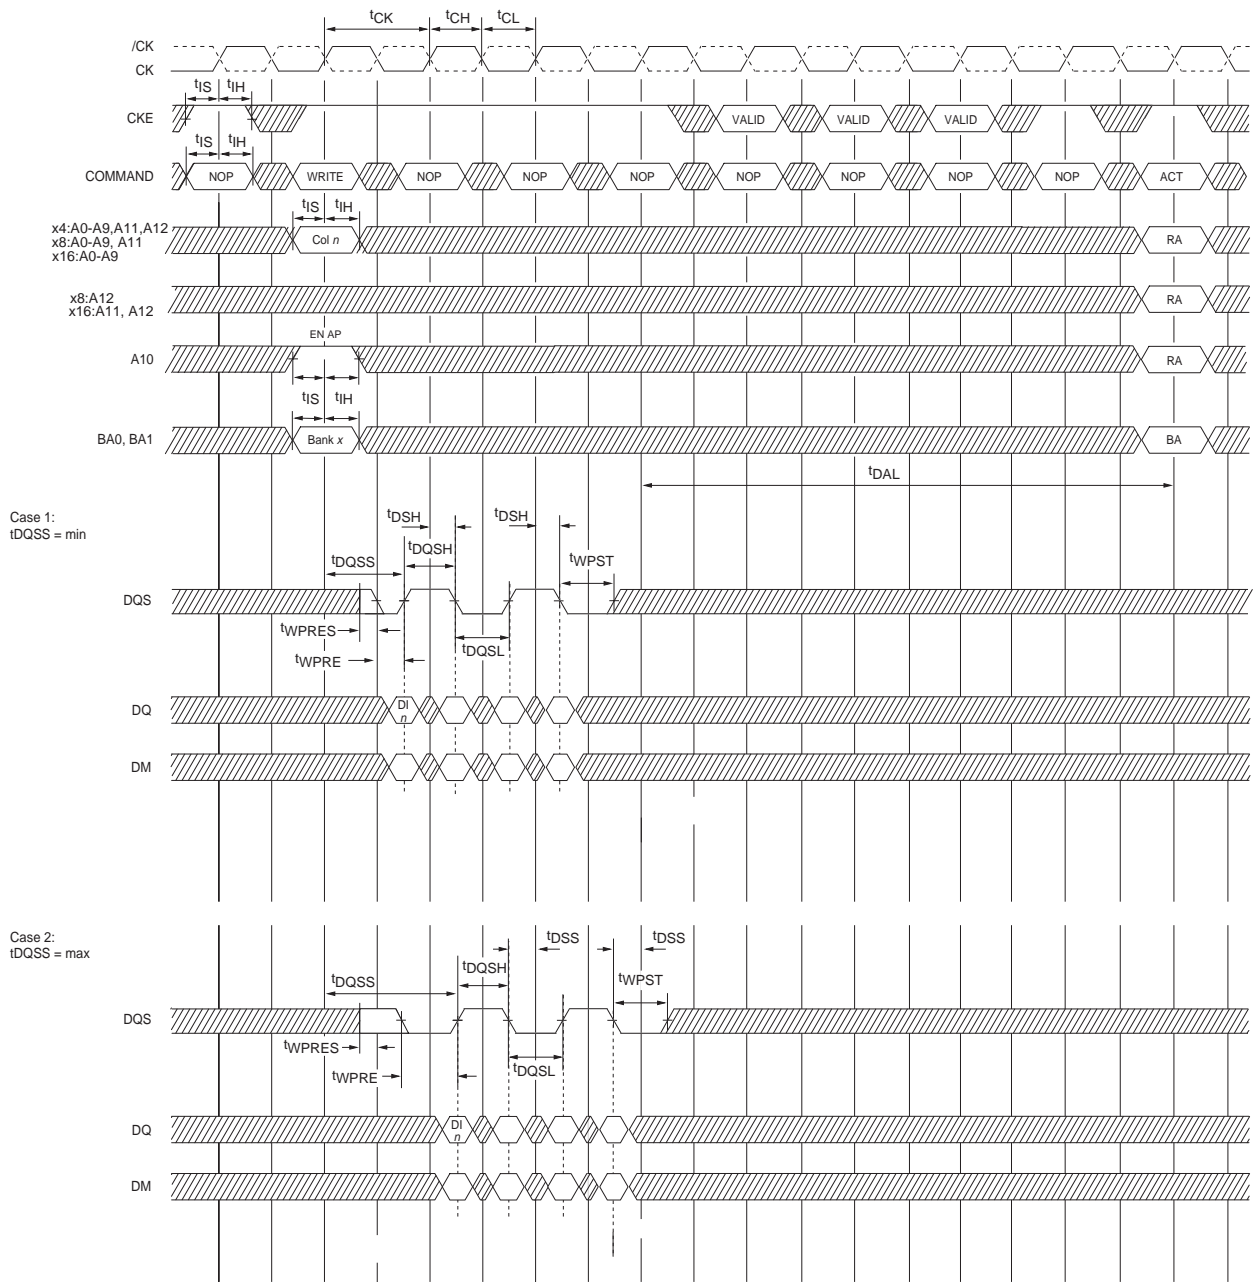 tCK tCH tCL
/CK
CK
tIS tIH
CKE VALID VALID VALID
tIS tIH
COMMAND NOP WRITE NOP NOP NOP NOP NOP NOP NOP ACT
tIS tIH
x4:A0-A9,A11,A12
x8:A0-A9, A11
x16:A0-A9
Col n RA
x8:A12
x16:A11, A12
RA
EN AP
A10 RA
tIS tIH
BA0, BA1 Bank x BA
tDAL
Case 1:
tDQSS = min
tDSH tDSH
tDQSH
tDQSS tWPST
DQS
tWPRES
tDQSL
tWPRE
DQ DI
n
DM
Case 2:
tDQSS = max
tDSS tDSS
tDQSH
tDQSS tWPST
DQS
tWPRES
tDQSL
tWPRE
DQ DI
n
DM